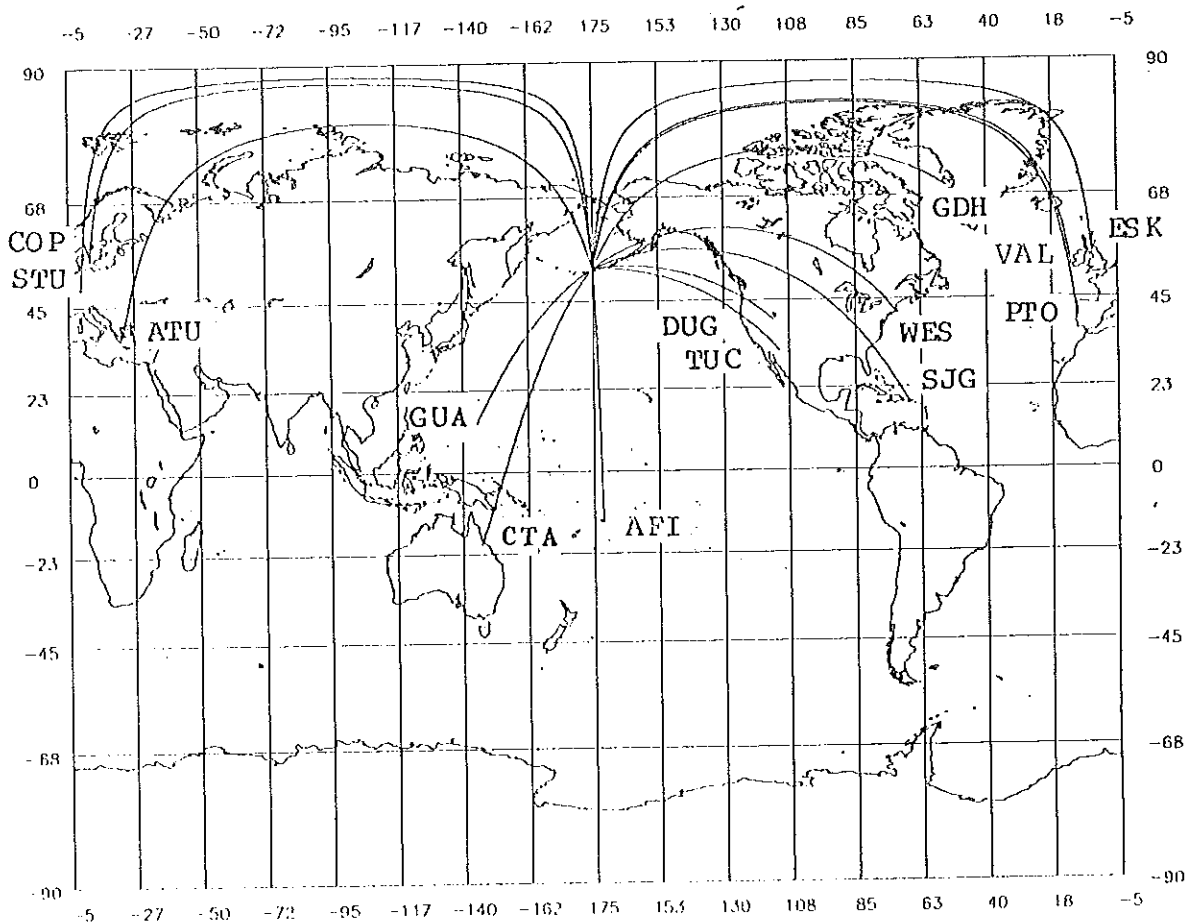 -5 -27 -50 -72 -95 -117 -140 -162 175 153 130 108 85 63 40 18 -5
90 90
68 68
GDH
COP ESK
VAL
STU
45 45
ATU DUG WES PTO
TUC
SJG
23 23
GUA
0 0
CTA AFI
-23 -23
-45 -45
-68 -68
-90 -90
-5 -27 -50 -72 -95 -117 -140 -162 175 153 130 108 85 63 40 18 -5